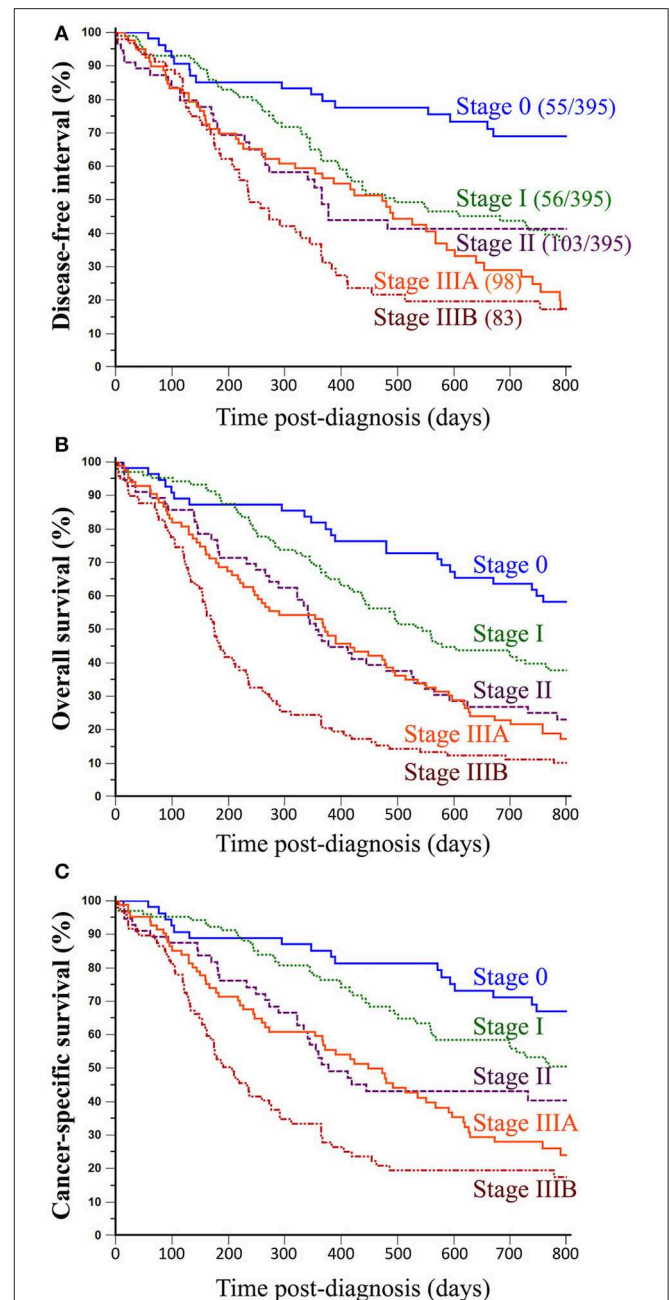 A
Disease-free interval (%)
100
90
80
70
60
50
40
30
20
10
0
Stage 0 (55/395)
Stage I (56/395)
Stage II (103/395)
Stage IIIA (98)
Stage IIIB (83)
0 100 200 300 400 500 600 700 800
Time post-diagnosis (days)
B
Overall survival (%)
100
90
80
70
60
50
40
30
20
10
0
Stage 0
Stage I
Stage II
Stage IIIA
Stage IIIB
0 100 200 300 400 500 600 700 800
Time post-diagnosis (days)
C
Cancer-specific survival (%)
100
90
80
70
60
50
40
30
20
10
0
Stage 0
Stage I
Stage II
Stage IIIA
Stage IIIB
0 100 200 300 400 500 600 700 800
Time post-diagnosis (days)